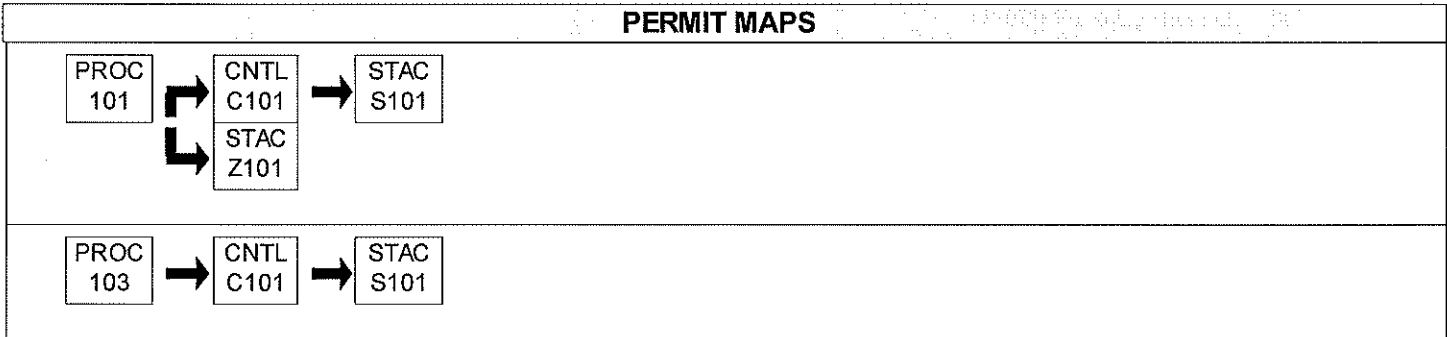 PERMIT MAPS
PROC
101
CNTL
C101
STAC
S101
STAC
Z101
PROC
103
CNTL
C101
STAC
S101